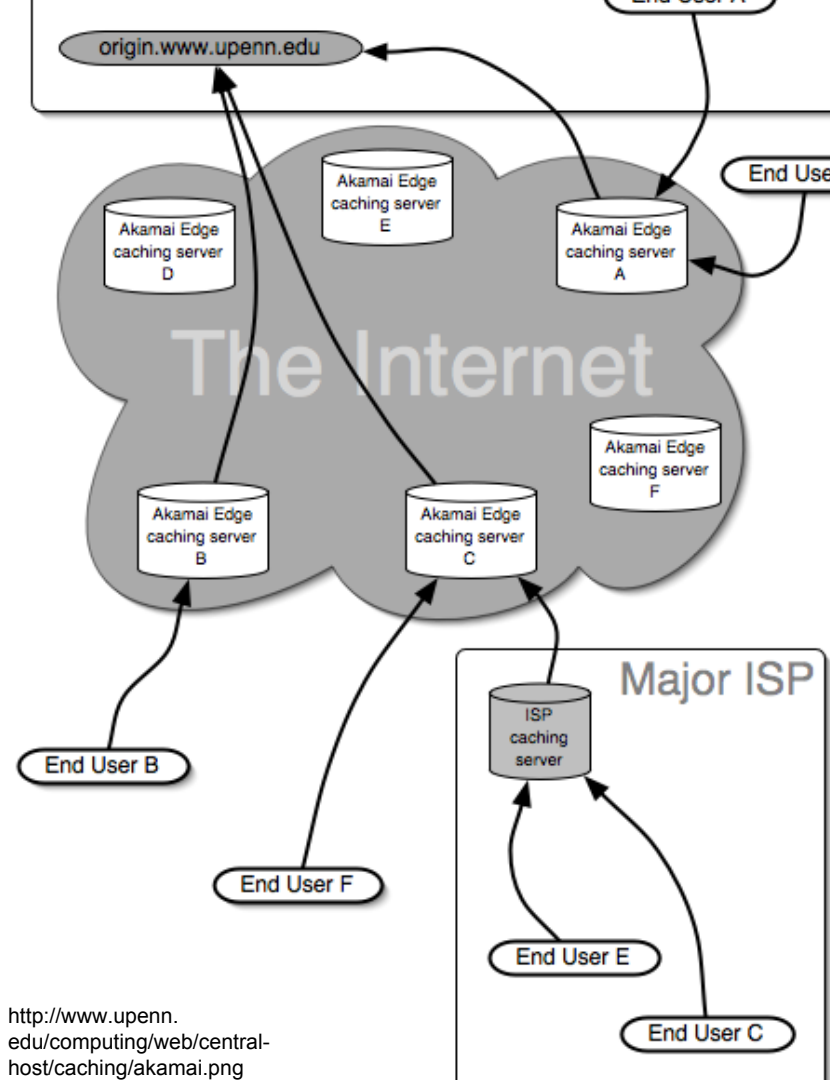 End User A
origin.www.upenn.edu
Akamai Edge
caching server
E
End Use
Akamai Edge
caching server
D
Akamai Edge
caching server
A
The Internet
Akamai Edge
caching server
F
Akamai Edge
caching server
B
Akamai Edge
caching server
C
Major ISP
ISP
caching
server
End User B
End User F
End User E
End User C
http://www.upenn.
edu/computing/web/central-
host/caching/akamai.png